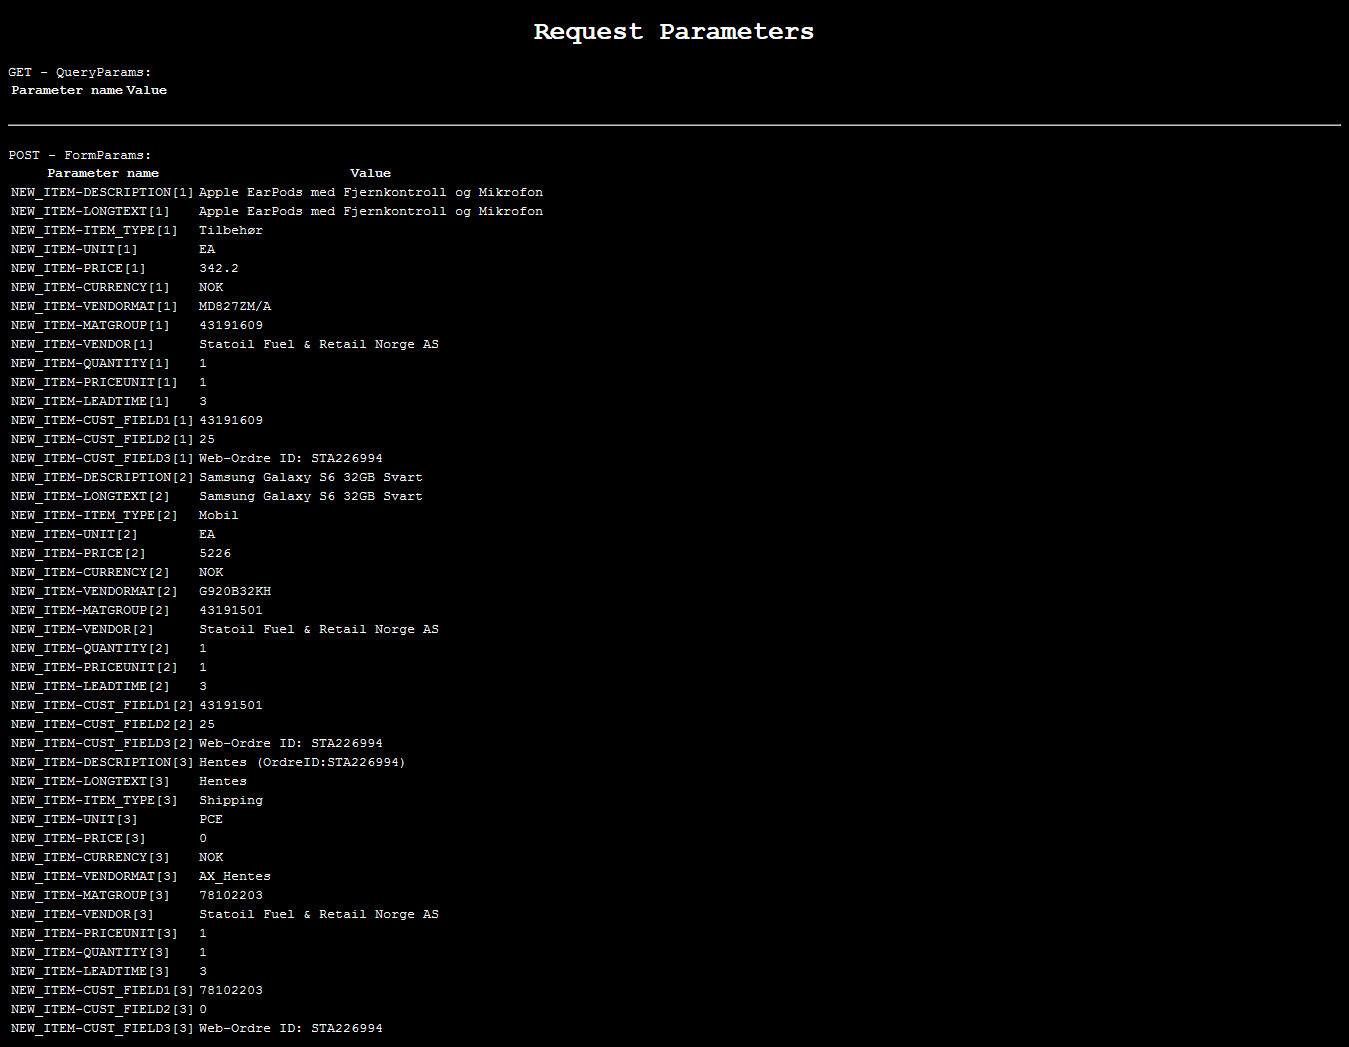 Request Parameters
GET - QueryParams:
Parameter name Value
POST - FormParams:
Parameter name Value
NEW_ITEM-DESCRIPTION[1] Apple EarPods med Fjernkontroll og Mikrofon
NEW_ITEM-LONGTEXT[1] Apple EarPods med Fjernkontroll og Mikrofon
NEW_ITEM-ITEM_TYPE[1] Tilbehør
NEW_ITEM-UNIT[1] EA
NEW_ITEM-PRICE[1] 342.2
NEW_ITEM-CURRENCY[1] NOK
NEW_ITEM-VENDORMAT[1] MD827ZM/A
NEW_ITEM-MATGROUP[1] 43191609
NEW_ITEM-VENDOR[1] Statoil Fuel & Retail Norge AS
NEW_ITEM-QUANTITY[1] 1
NEW_ITEM-PRICEUNIT[1] 1
NEW_ITEM-LEADTIME[1] 3
NEW_ITEM-CUST_FIELD1[1] 43191609
NEW_ITEM-CUST_FIELD2[1] 25
NEW_ITEM-CUST_FIELD3[1] Web-Ordre ID: STA226994
NEW_ITEM-DESCRIPTION[2] Samsung Galaxy S6 32GB Svart
NEW_ITEM-LONGTEXT[2] Samsung Galaxy S6 32GB Svart
NEW_ITEM-ITEM_TYPE[2] Mobil
NEW_ITEM-UNIT[2] EA
NEW_ITEM-PRICE[2] 5226
NEW_ITEM-CURRENCY[2] NOK
NEW_ITEM-VENDORMAT[2] G920B32KH
NEW_ITEM-MATGROUP[2] 43191501
NEW_ITEM-VENDOR[2] Statoil Fuel & Retail Norge AS
NEW_ITEM-QUANTITY[2] 1
NEW_ITEM-PRICEUNIT[2] 1
NEW_ITEM-LEADTIME[2] 3
NEW_ITEM-CUST_FIELD1[2] 43191501
NEW_ITEM-CUST_FIELD2[2] 25
NEW_ITEM-CUST_FIELD3[2] Web-Ordre ID: STA226994
NEW_ITEM-DESCRIPTION[3] Hentes (OrdreID:STA226994)
NEW_ITEM-LONGTEXT[3] Hentes
NEW_ITEM-ITEM_TYPE[3] Shipping
NEW_ITEM-UNIT[3] PCE
NEW_ITEM-PRICE[3] 0
NEW_ITEM-CURRENCY[3] NOK
NEW_ITEM-VENDORMAT[3] AX_Hentes
NEW_ITEM-MATGROUP[3] 78102203
NEW_ITEM-VENDOR[3] Statoil Fuel & Retail Norge AS
NEW_ITEM-PRICEUNIT[3] 1
NEW_ITEM-QUANTITY[3] 1
NEW_ITEM-LEADTIME[3] 3
NEW_ITEM-CUST_FIELD1[3] 78102203
NEW_ITEM-CUST_FIELD2[3] 0
NEW_ITEM-CUST_FIELD3[3] Web-Ordre ID: STA226994